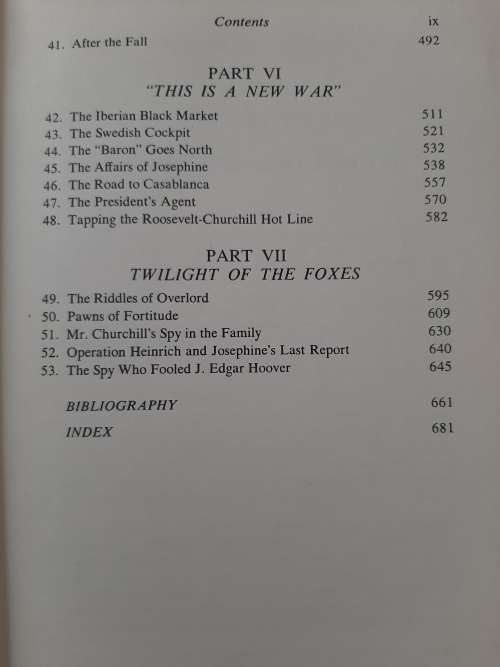 Contents ix
41. After the Fall 492
PART VI
"THIS IS A NEW WAR"
42. The Iberian Black Market 511
43. The Swedish Cockpit 521
44. The "Baron" Goes North 532
45. The Affairs of Josephine 538
46. The Road to Casablanca 557
47. The President's Agent 570
48. Tapping the Roosevelt-Churchill Hot Line 582
PART VII
TWILIGHT OF THE FOXES
49. The Riddles of Overlord 595
50. Pawns of Fortitude 609
51. Mr. Churchill's Spy in the Family 630
52. Operation Heinrich and Josephine's Last Report 640
53. The Spy Who Fooled J. Edgar Hoover 645
BIBLIOGRAPHY 661
INDEX 681